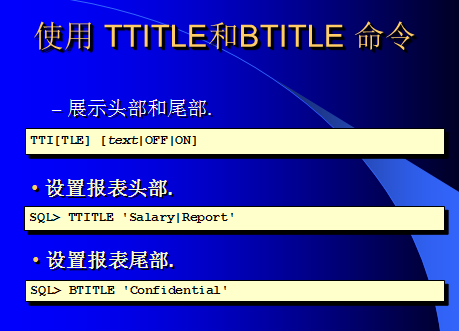 使用 TTITLE和BTITLE 命令
– 展示头部和尾部.
TTI[TLE] [text|OFF|ON]
• 设置报表头部.
SQL> TTITLE 'Salary|Report'
• 设置报表尾部.
SQL> BTITLE 'Confidential'